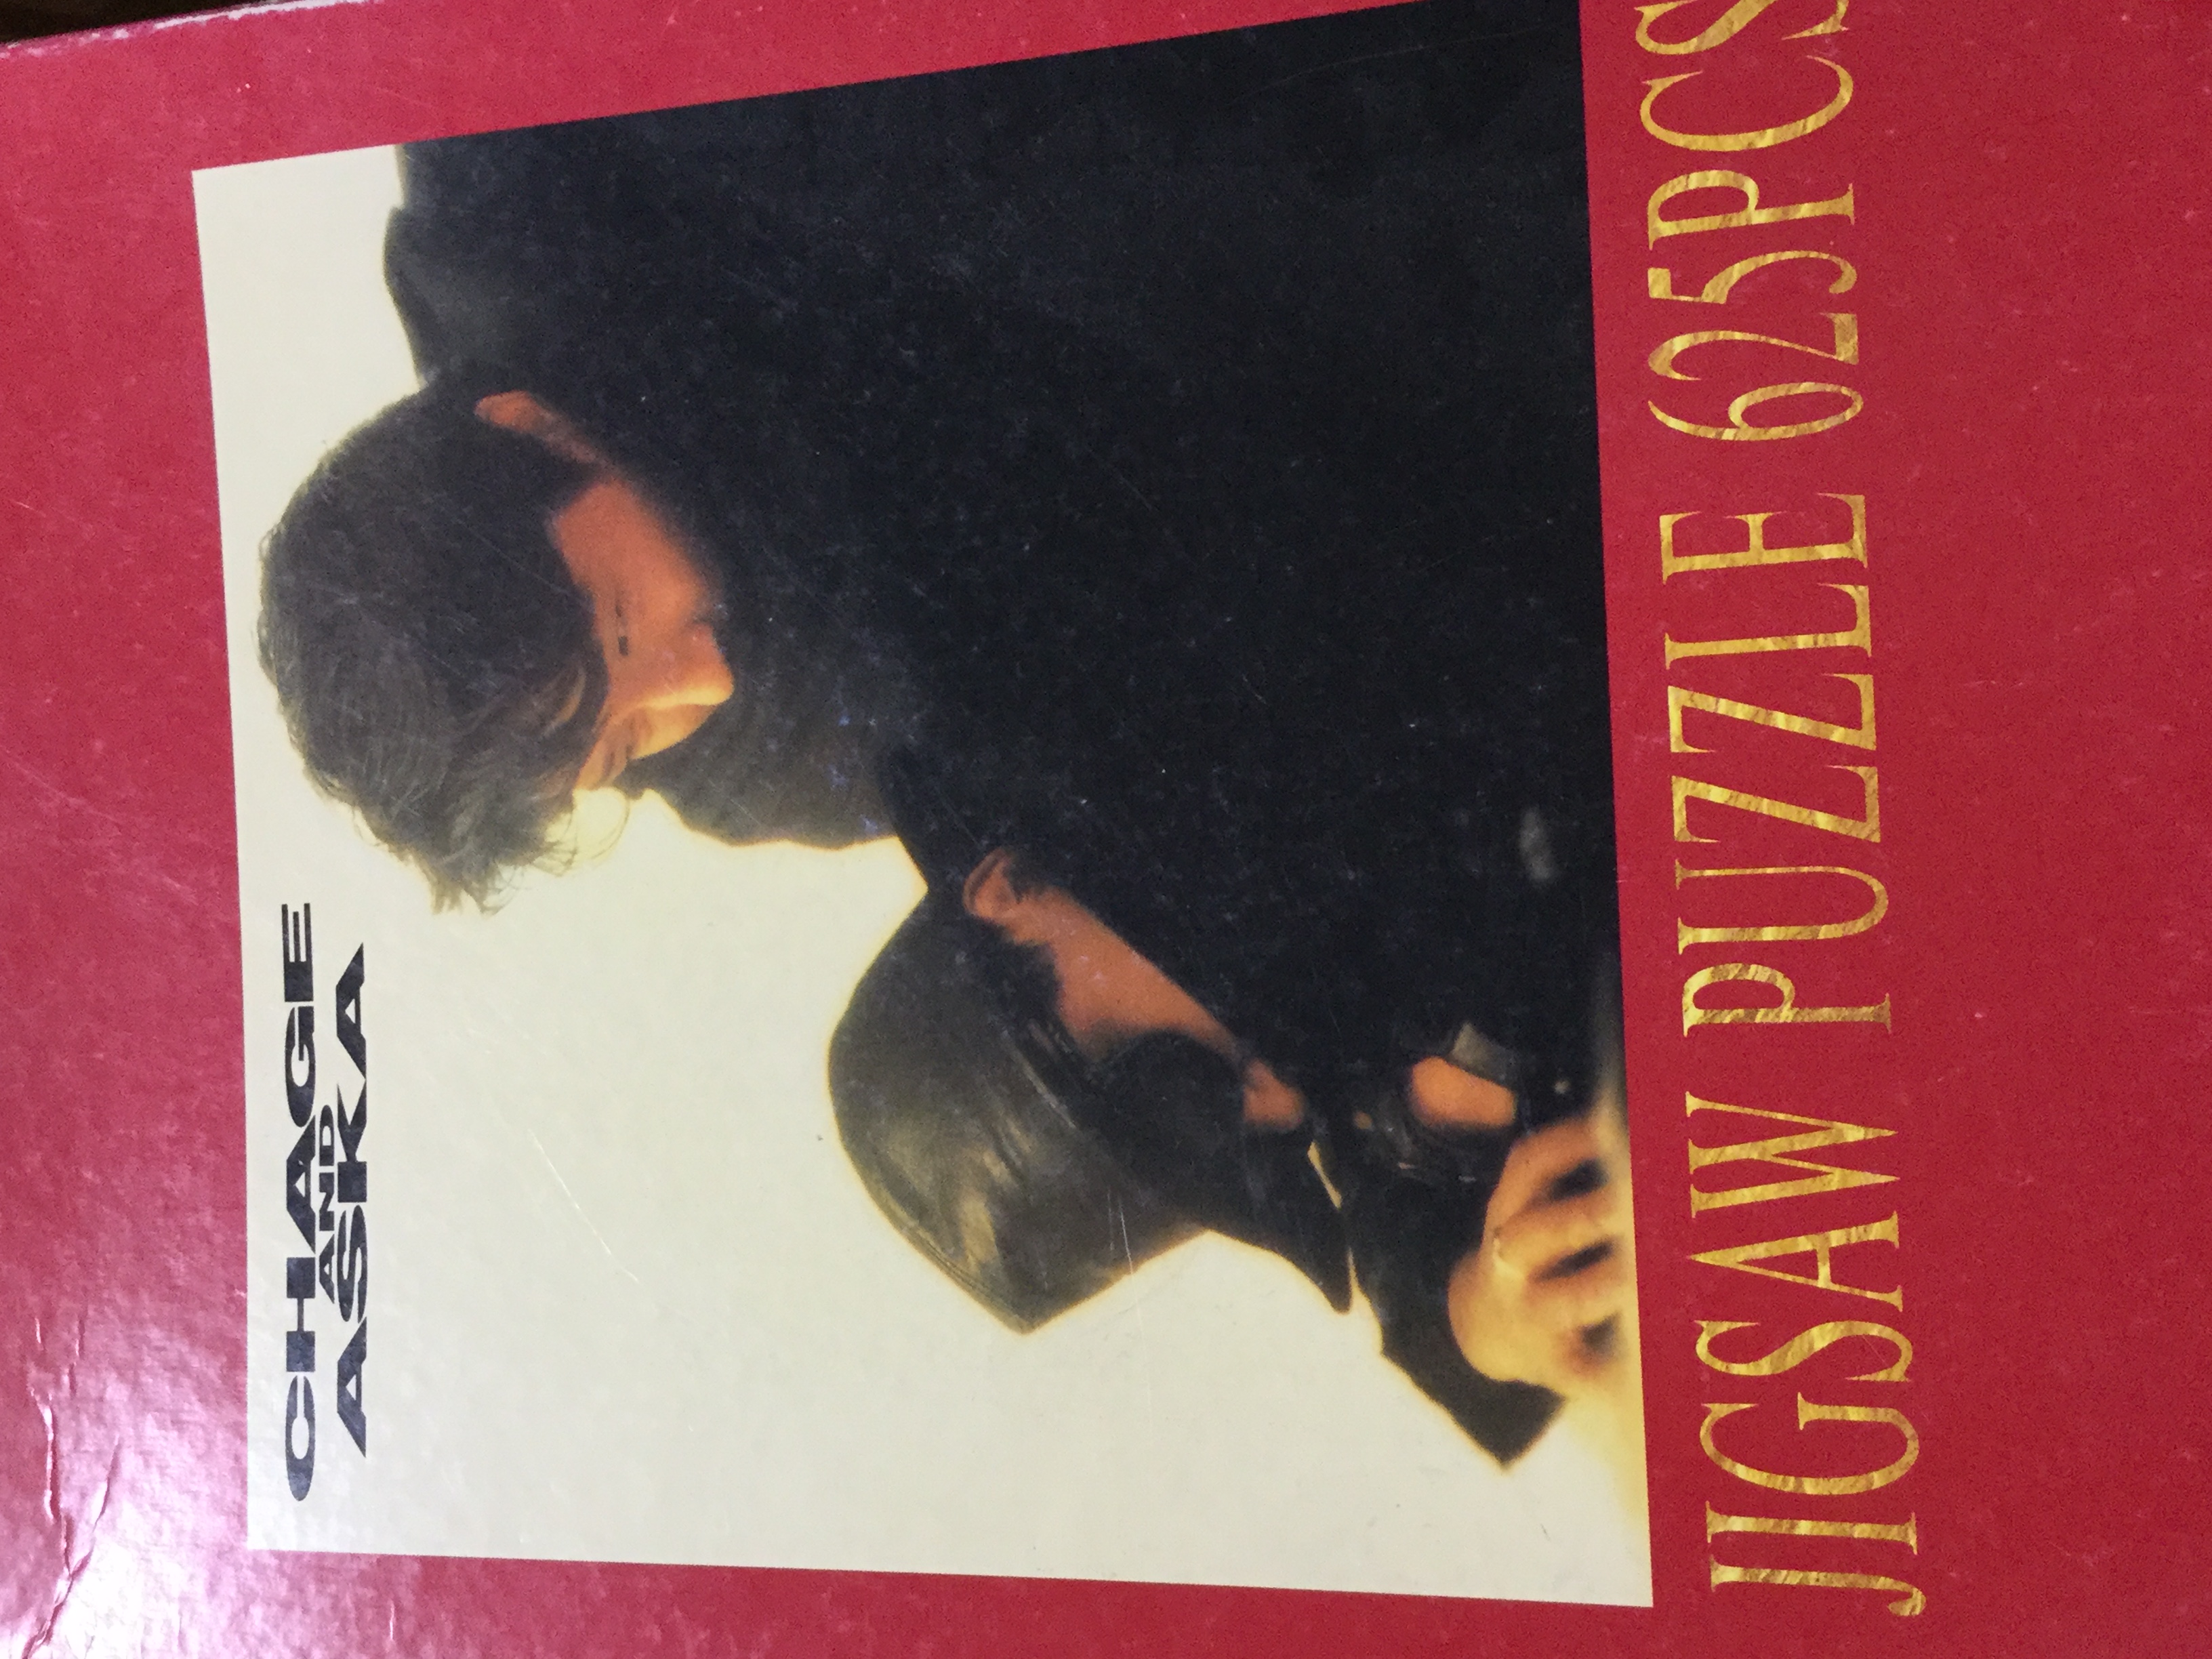 CHAGE
AND
ASKA
JIGSAW PUZZLE 625PCS